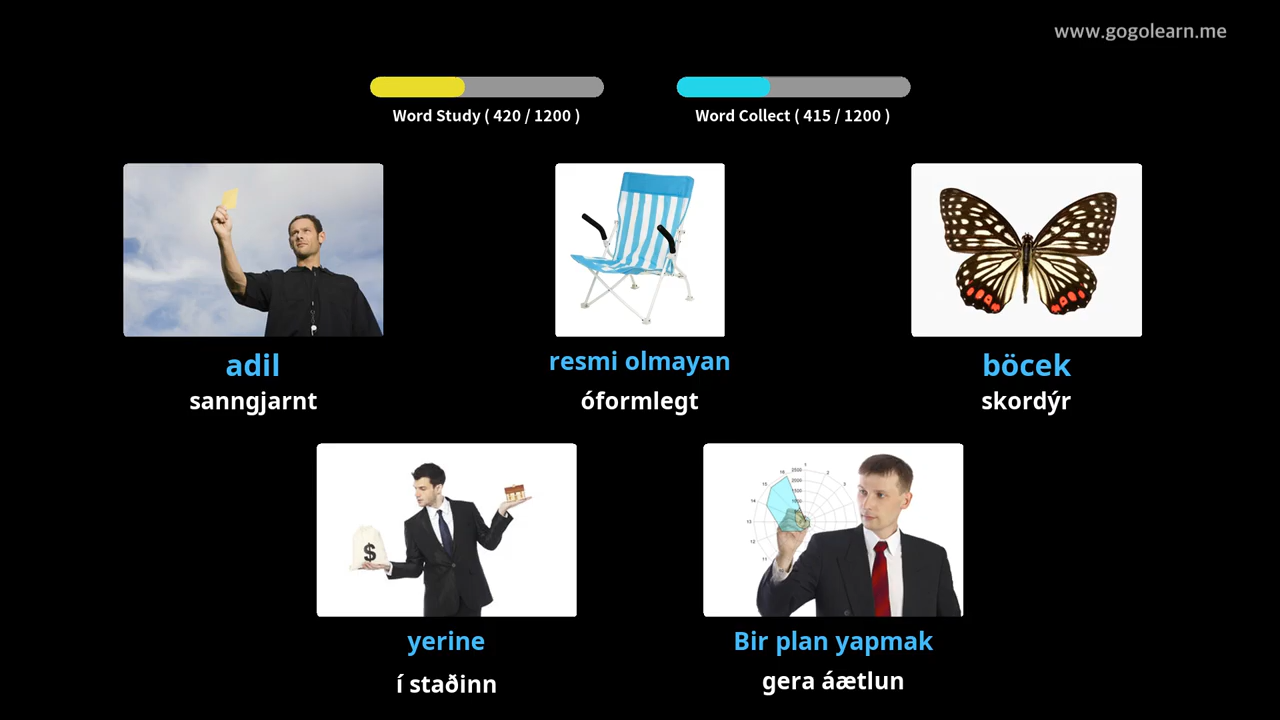 www.gogolearn.me
Word Study ( 420 / 1200 )
Word Collect ( 415 / 1200 )
adil
sanngjarnt
resmi olmayan
óformlegt
böcek
skordýr
$
yerine
í staðinn
Bir plan yapmak
gera áætlun